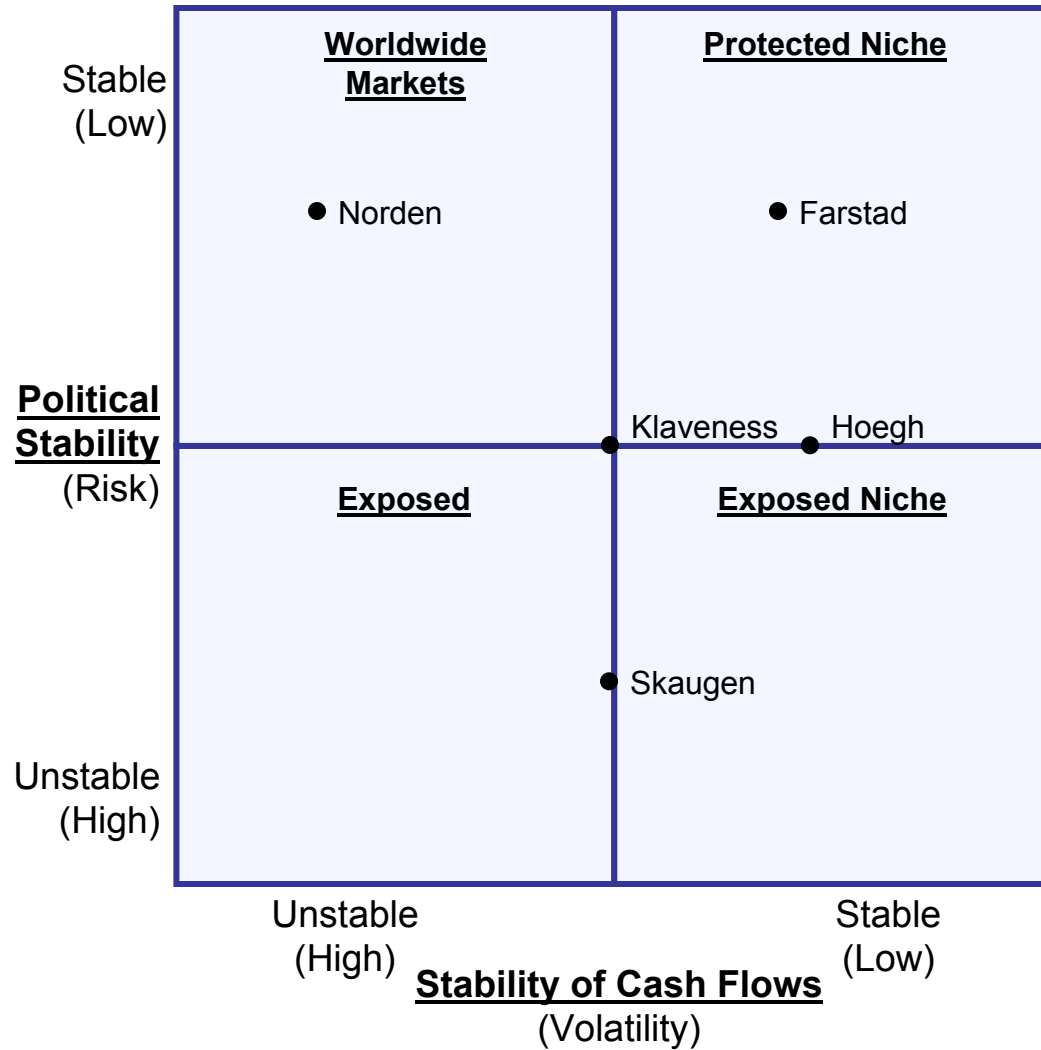 Worldwide
Markets
Protected Niche
Stable
(Low)
Norden
Farstad
Political
Stability
(Risk)
Klaveness
Hoegh
Exposed
Exposed Niche
Skaugen
Unstable
(High)
Unstable
(High)
Stable
(Low)
Stability of Cash Flows
(Volatility)